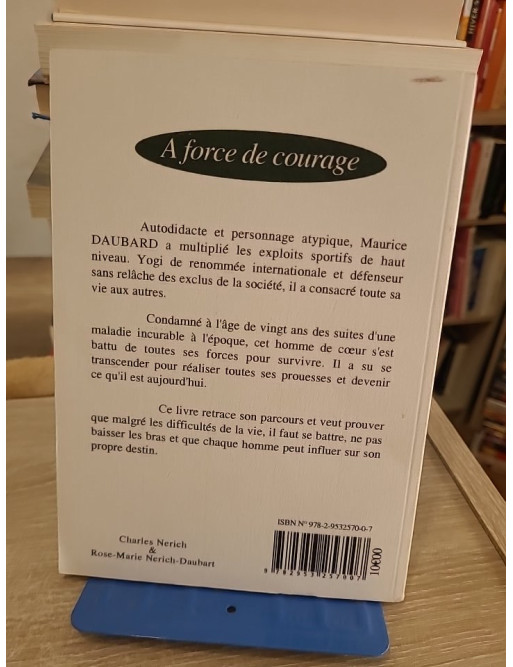 A force de courage
Autodidacte et personnage atypique, Maurice
DAUBARD a multiplié les exploits sportifs de haut
niveau. Yogi de renommée internationale et défenseur
sans relâche des exclus de la société, il a consacré toute sa
vie aux autres.
Condamné à l'âge de vingt ans des suites d'une
maladie incurable à l'époque, cet homme de cœur s'est
battu de toutes ses forces pour survivre. Il a su se
transcender pour réaliser toutes ses prouesses et devenir
ce qu'il est aujourd'hui.
Ce livre retrace son parcours et veut prouver
que malgré les difficultés de la vie, il faut se battre, ne pas
baisser les bras et que chaque homme peut influer sur son
propre destin.
ISBN N° 978-2-9532570-0-7
Charles Nerich
&
Rose-Marie Nerich-Daubart
9 782953 257007
10€00